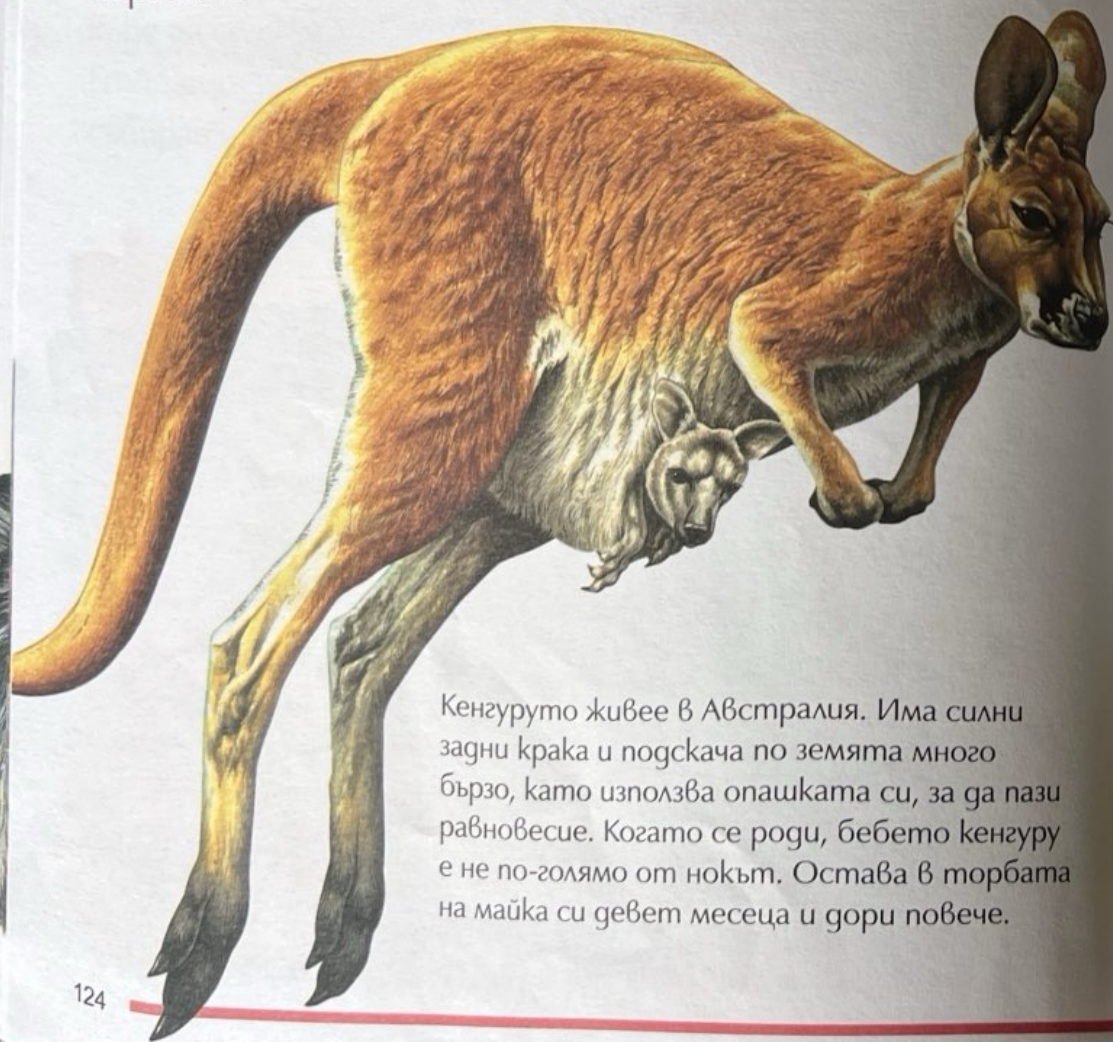 Кенгуруто живее в Австралия. Има силни
задни крака и подскача по земята много
бързо, като използва опашката си, за да пази
равновесие. Когато се роди, бебето кенгуру
е не по-голямо от нокът. Остава в торбата
на майка си девет месеца и дори повече.
124